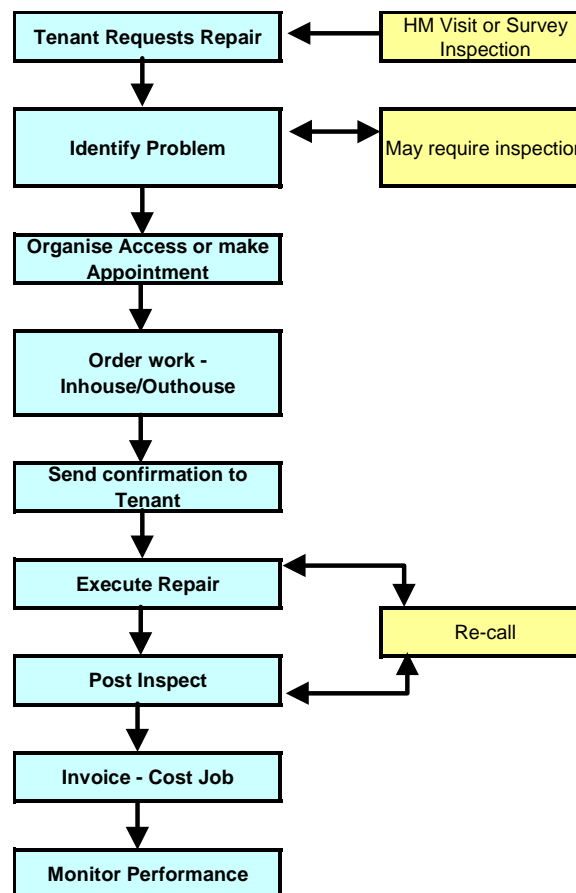 Tenant Requests Repair
HM Visit or Survey
Inspection
Identify Problem
May require inspection
Organise Access or make
Appointment
Order work -
Inhouse/Outhouse
Send confirmation to
Tenant
Execute Repair
Re-call
Post Inspect
Invoice - Cost Job
Monitor Performance